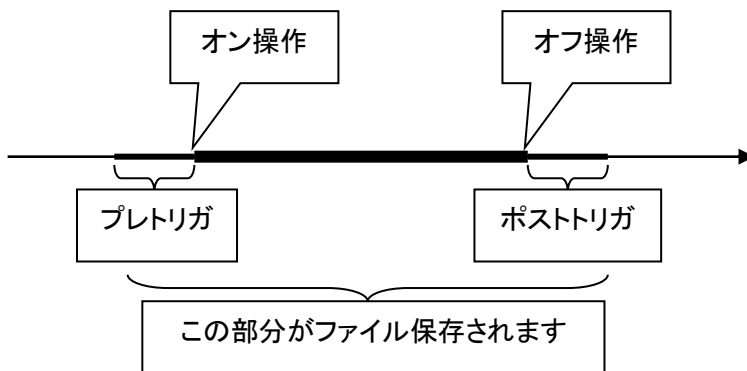 オン操作
オフ操作
プレトリガ
ポストトリガ
この部分がファイル保存されます